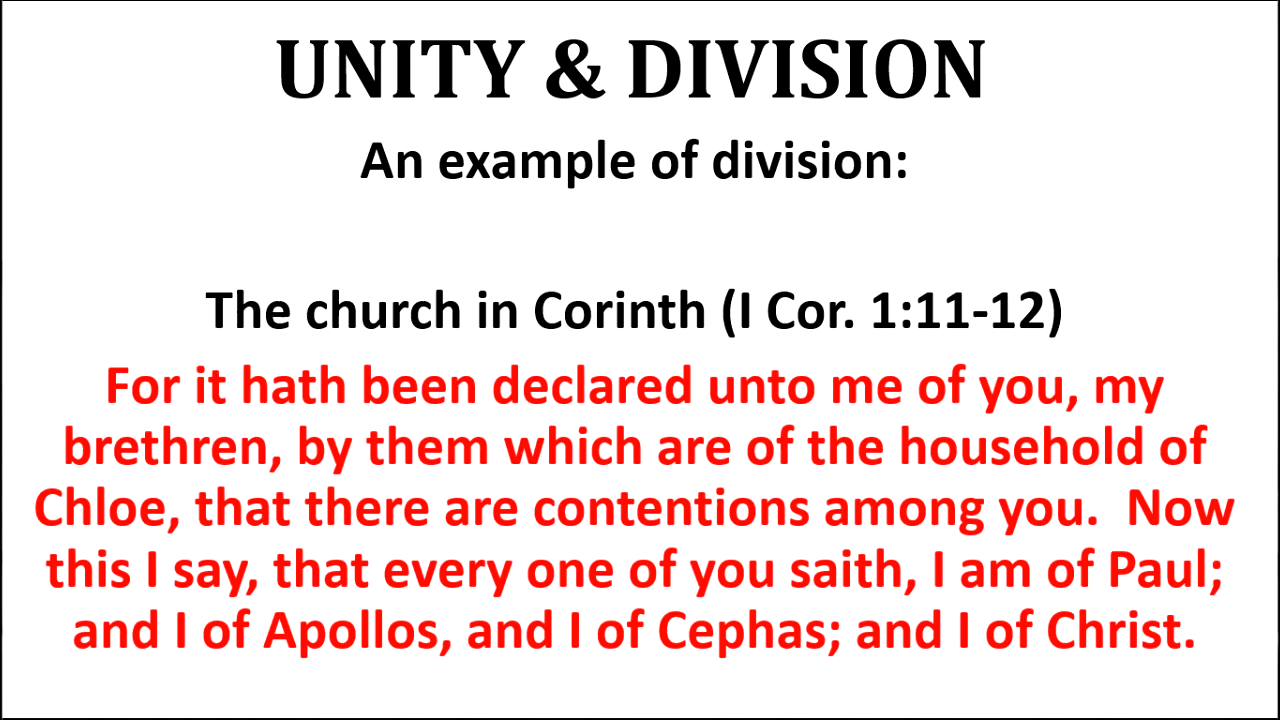 UNITY & DIVISION
An example of division:
The church in Corinth (I Cor. 1:11-12)
For it hath been declared unto me of you, my
brethren, by them which are of the household of
Chloe, that there are contentions among you.  Now
this I say, that every one of you saith, I am of Paul;
and I of Apollos, and I of Cephas; and I of Christ.